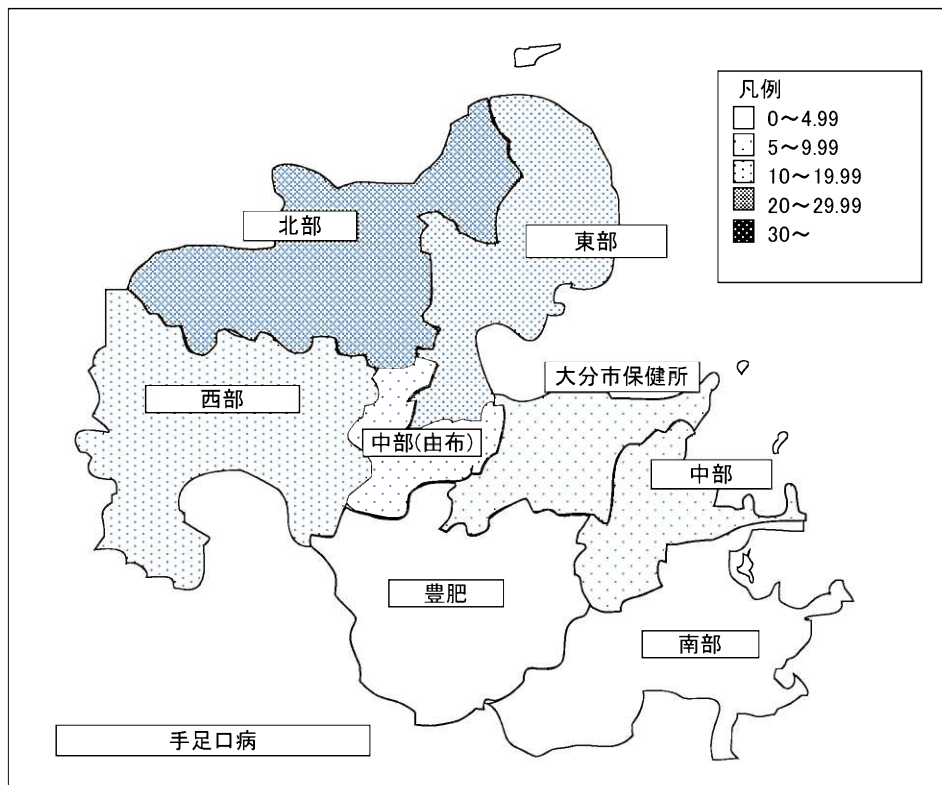 凡例
0～4.99
5～9.99
10～19.99
20～29.99
30～
北部
東部
大分市保健所
西部
中部(由布)
中部
豊肥
南部
手足口病